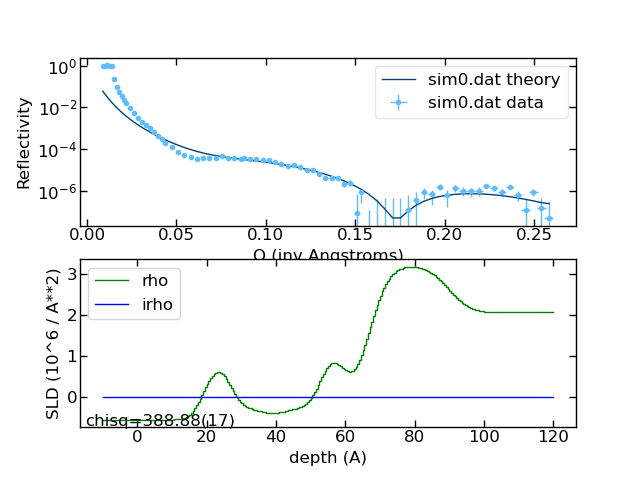 10^0
10^-2
10^-4
10^-6
Reflectivity
sim0.dat theory
sim0.dat data
0.00 0.05 0.10 0.15 0.20 0.25
Q (inv Angstroms)
3
2
1
0
SLD (10^6 / A**2)
rho
irho
chisq=388.88(17)
0 20 40 60 80 100 120
depth (A)